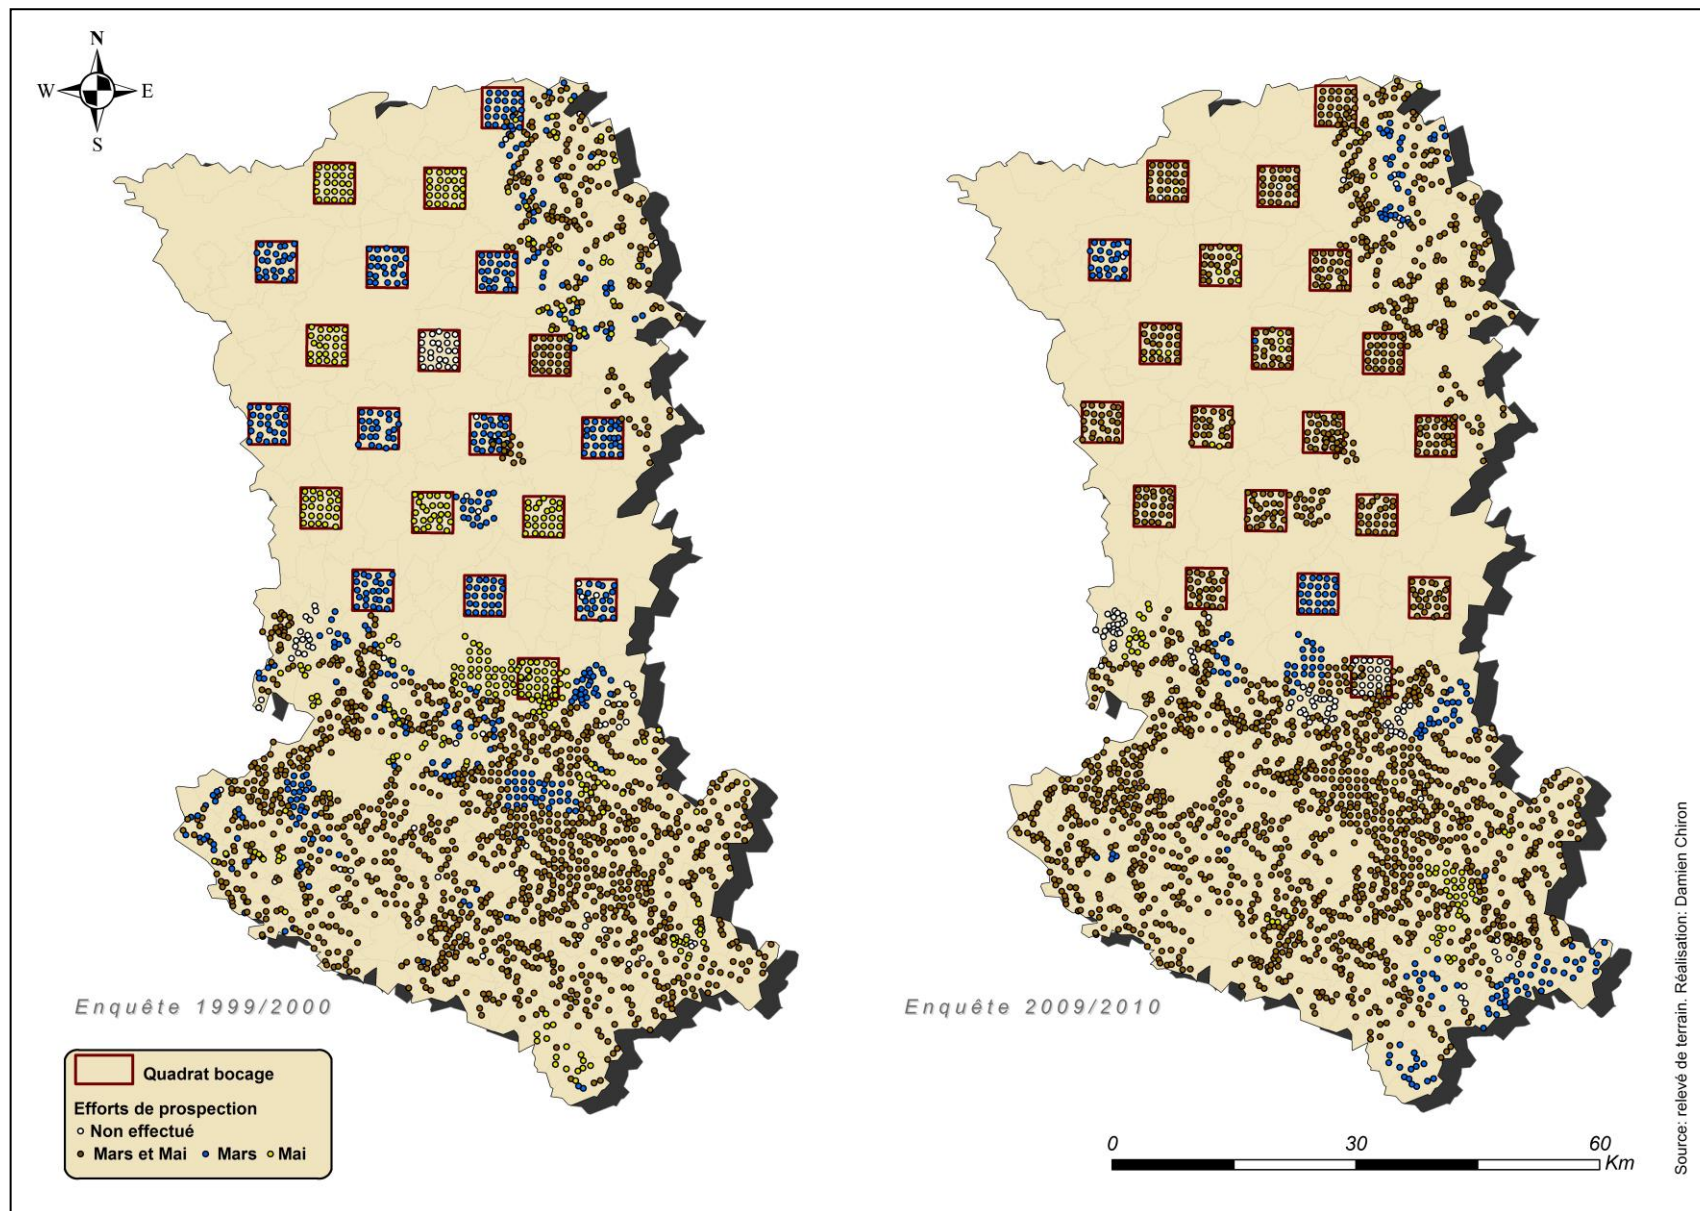 N
W E
S
Enquête 1999/2000
Enquête 2009/2010
Quadrat bocage
Efforts de prospection
Non effectué
Mars et Mai Mars Mai
0 30 60
Km
Source: relevé de terrain. Réalisation: Damien Chiron